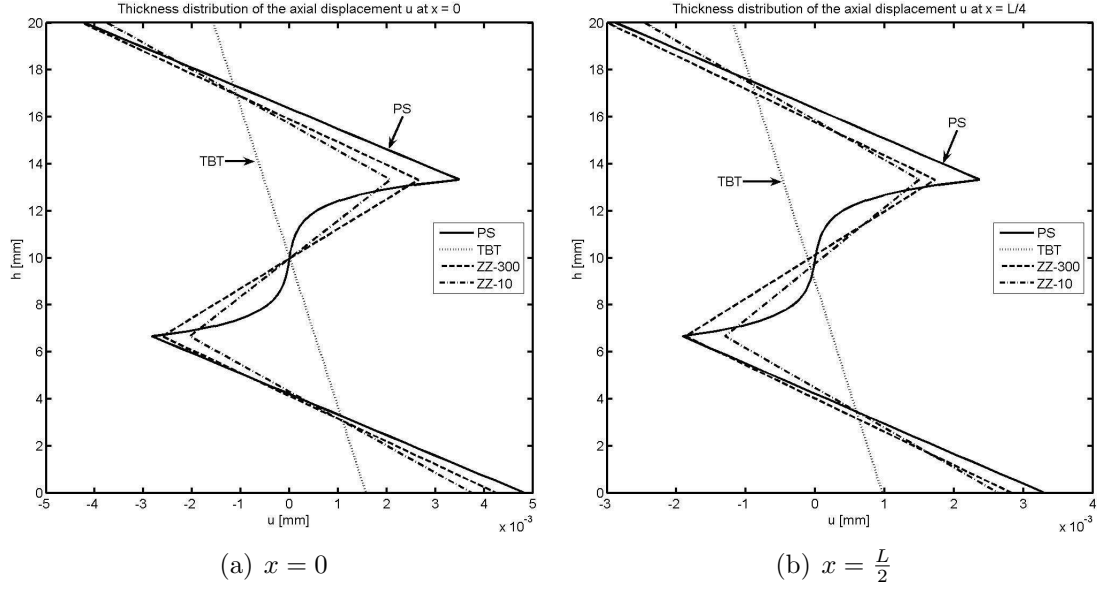 Thickness distribution of the axial displacement u at x = 0
20
18
16
14
12
10
8
6
4
2
0
h [mm]
PS
TBT
PS
TBT
ZZ-300
ZZ-10
-5
-4
-3
-2
-1
0
1
2
3
4
5
u [mm]
x 10⁻³
(a) x = 0
Thickness distribution of the axial displacement u at x = L/4
20
18
16
14
12
10
8
6
4
2
0
h [mm]
PS
TBT
PS
TBT
ZZ-300
ZZ-10
-3
-2
-1
0
1
2
3
4
u [mm]
x 10⁻³
(b) x = L/2